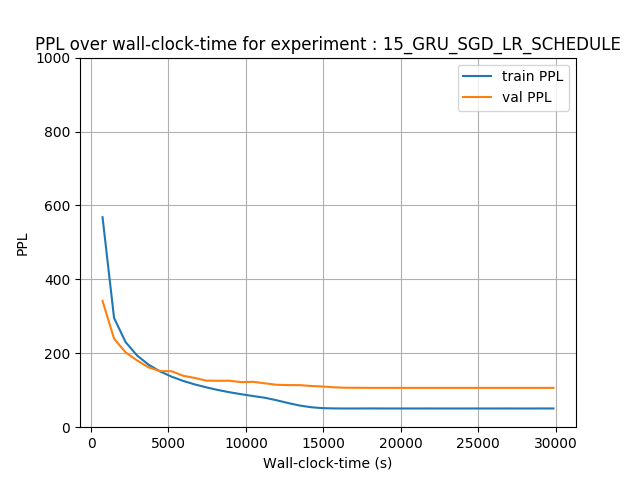 PPL over wall-clock-time for experiment : 15_GRU_SGD_LR_SCHEDULE
1000
800
600
400
200
0
PPL
train PPL
val PPL
0 5000 10000 15000 20000 25000 30000
Wall-clock-time (s)